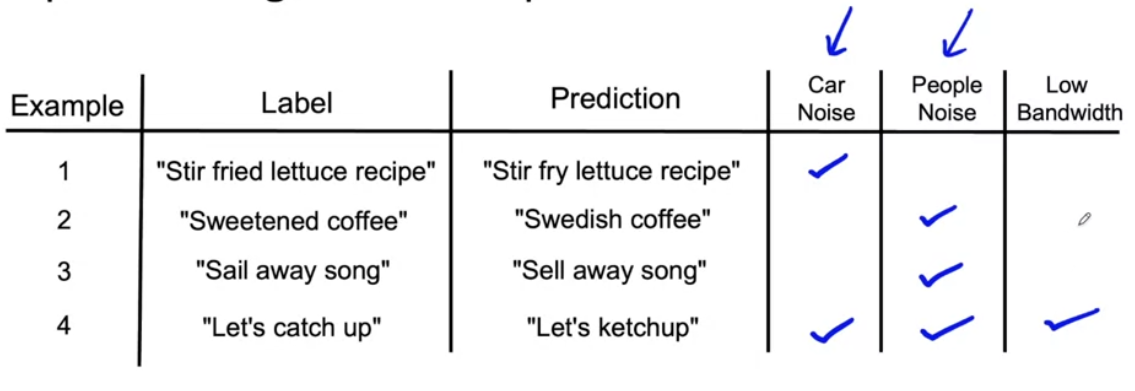 Example Label Prediction Car Noise People Noise Low Bandwidth
1 "Stir fried lettuce recipe" "Stir fry lettuce recipe" ✓
2 "Sweetened coffee" "Swedish coffee" ✓
3 "Sail away song" "Sell away song" ✓
4 "Let's catch up" "Let's ketchup" ✓ ✓ ✓